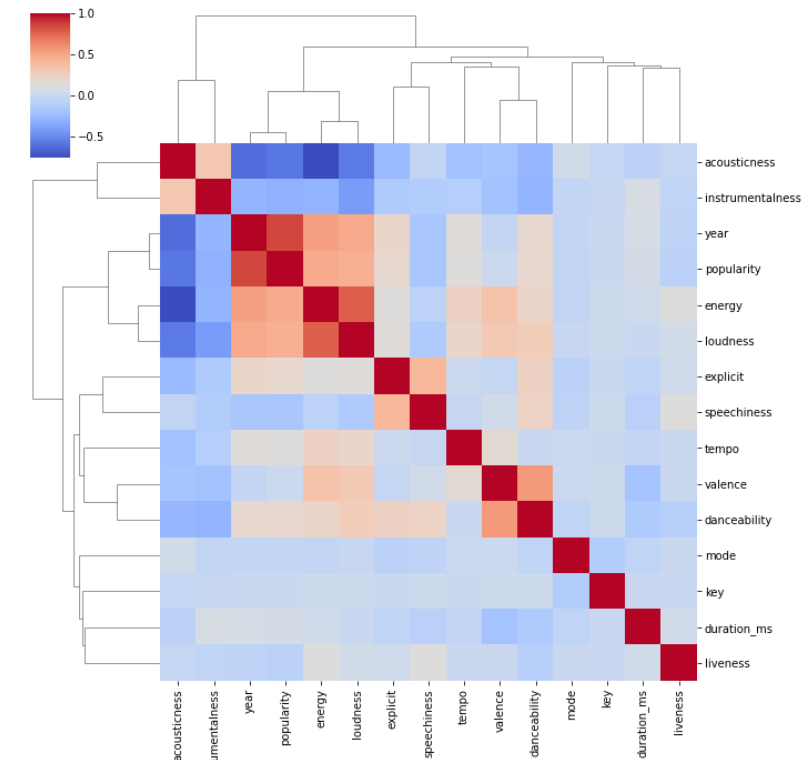 1.0
0.5
0.0
−0.5
acousticness
instrumentalness
year
popularity
energy
loudness
explicit
speechiness
tempo
valence
danceability
mode
key
duration_ms
liveness
acousticness
umentalness
year
popularity
energy
loudness
explicit
speechiness
tempo
valence
danceability
mode
key
duration_ms
liveness